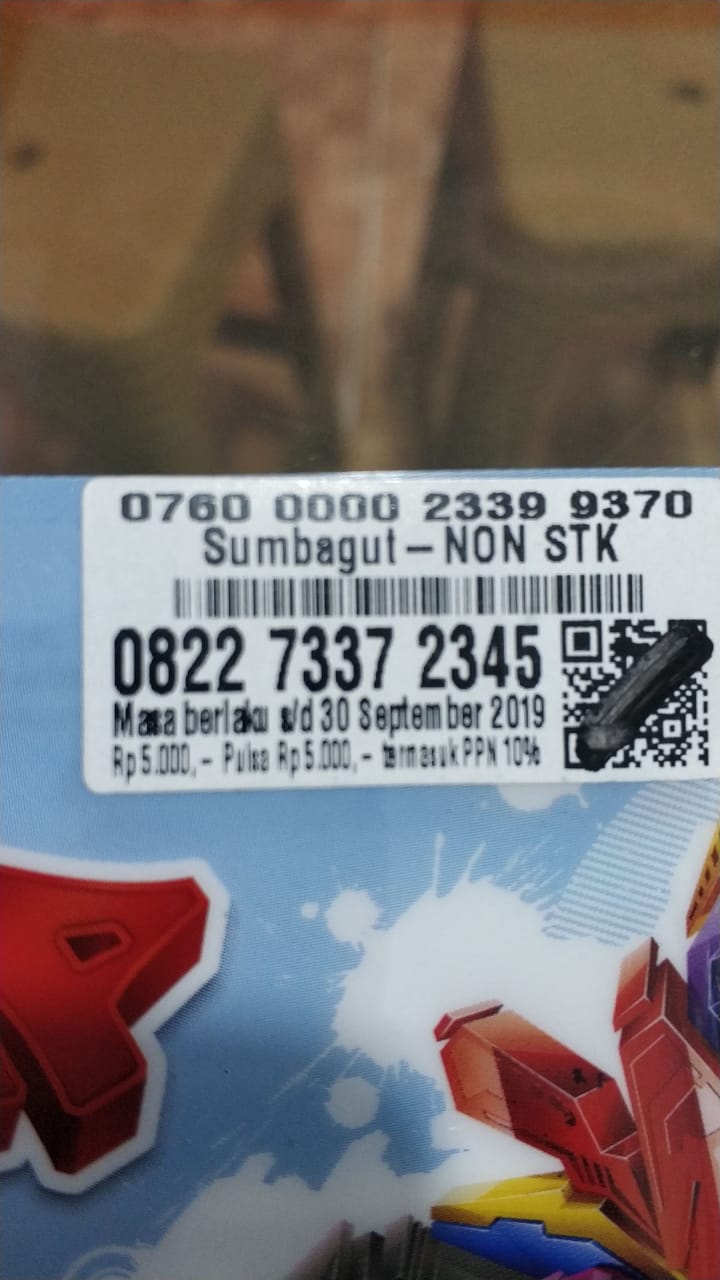 0760 0000 2339 9370
Sumbagut – NON STK
0822 7337 2345
Masa berlaku s/d 30 September 2019
Rp 5.000,- Pulsa Rp 5.000,- termasuk PPN 10%